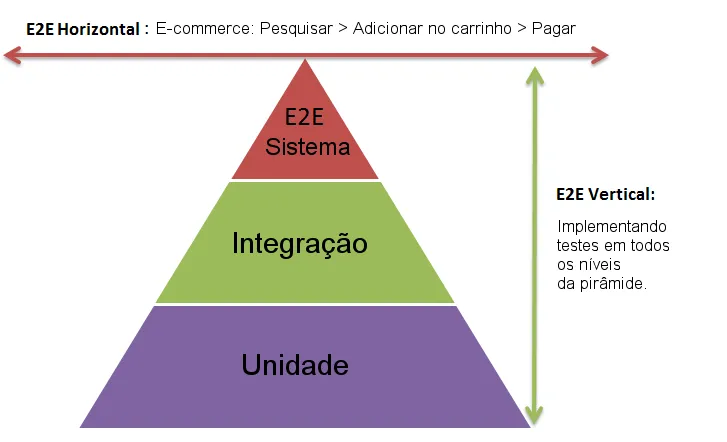 E2E Horizontal : E-commerce: Pesquisar > Adicionar no carrinho > Pagar
E2E
Sistema
Integração
Unidade
E2E Vertical:
Implementando
testes em todos
os níveis
da pirâmide.